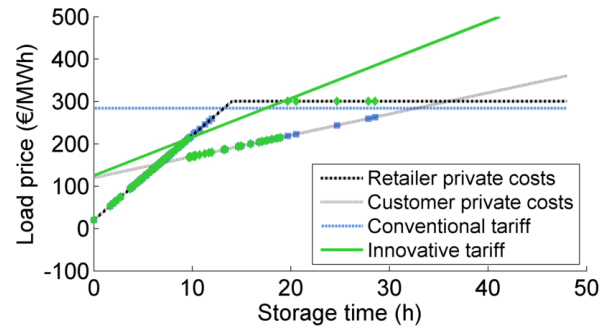 Load price (€/MWh)
500
400
300
200
100
0
-100
0
10
20
30
40
50
Storage time (h)
Retailer private costs
Customer private costs
Conventional tariff
Innovative tariff